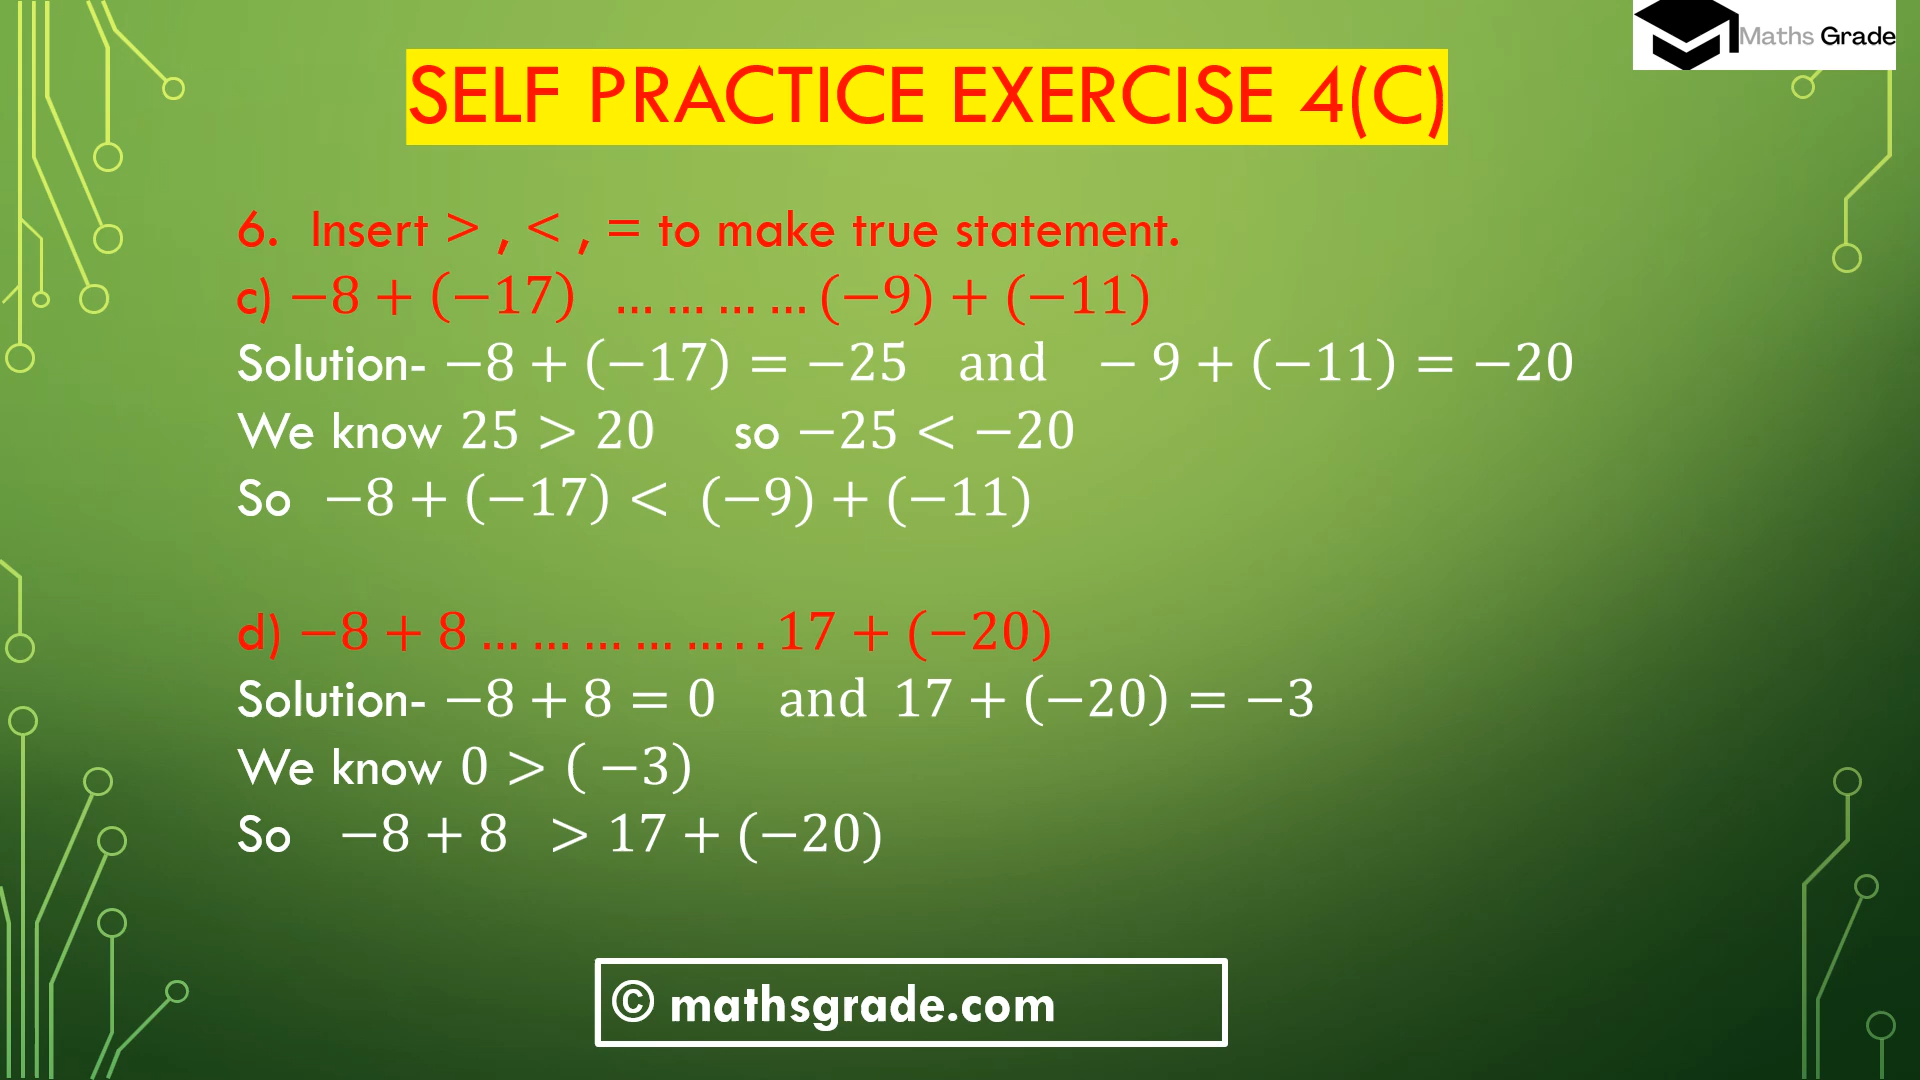 Maths Grade
SELF PRACTICE EXERCISE 4(C)
6. Insert > , < , = to make true statement.
c) −8 + (−17) … … … … (−9) + (−11)
Solution- −8 + (−17) = −25 and − 9 + (−11) = −20
We know 25 > 20 so −25 < −20
So −8 + (−17) < (−9) + (−11)
d) −8 + 8 … … … … … . . 17 + (−20)
Solution- −8 + 8 = 0 and 17 + (−20) = −3
We know 0 > ( −3)
So −8 + 8 > 17 + (−20)
© mathsgrade.com